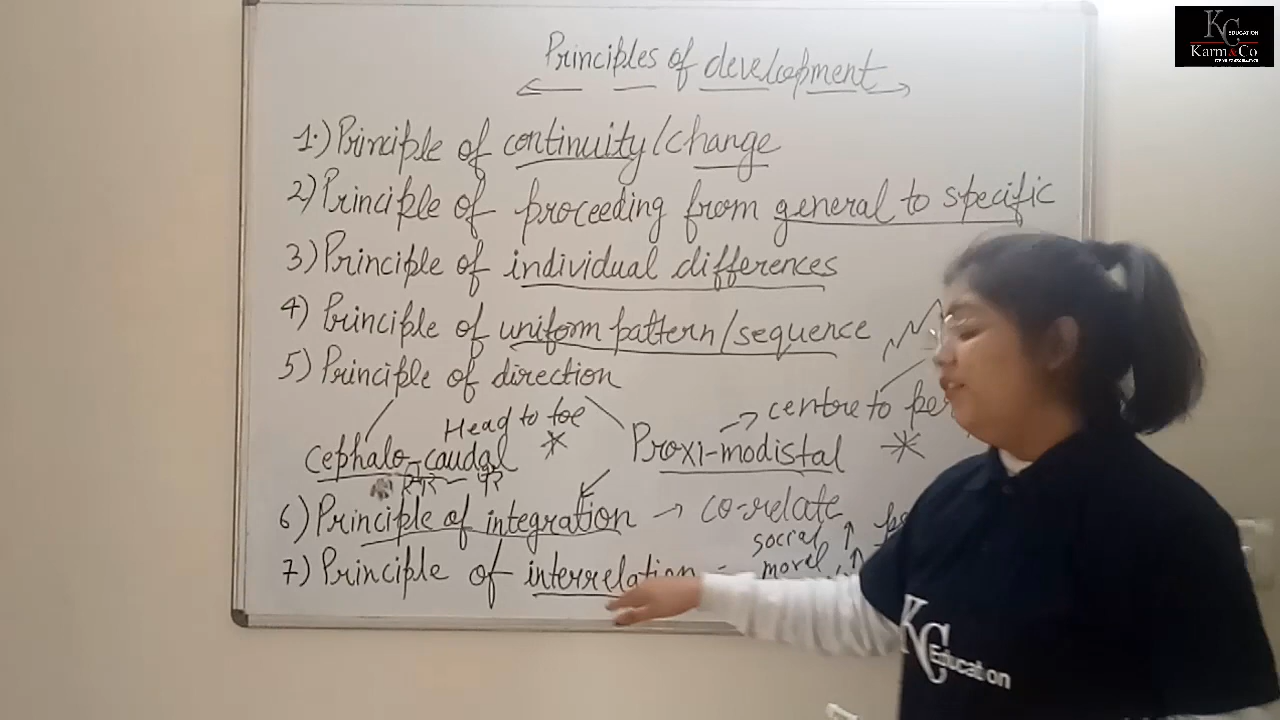 KC EDUCATION
Karm&Co
Principles of development
1.) Principle of continuity/change
2) Principle of proceeding from general to specific
3) Principle of individual differences
4) Principle of uniform pattern/sequence
5) Principle of direction
Head to toe
centre to
cephalo-caudal
Proxi-modistal
6) Principle of integration → co-relate
social ↑
7) Principle of interrelation -
moral ↑
KC Education